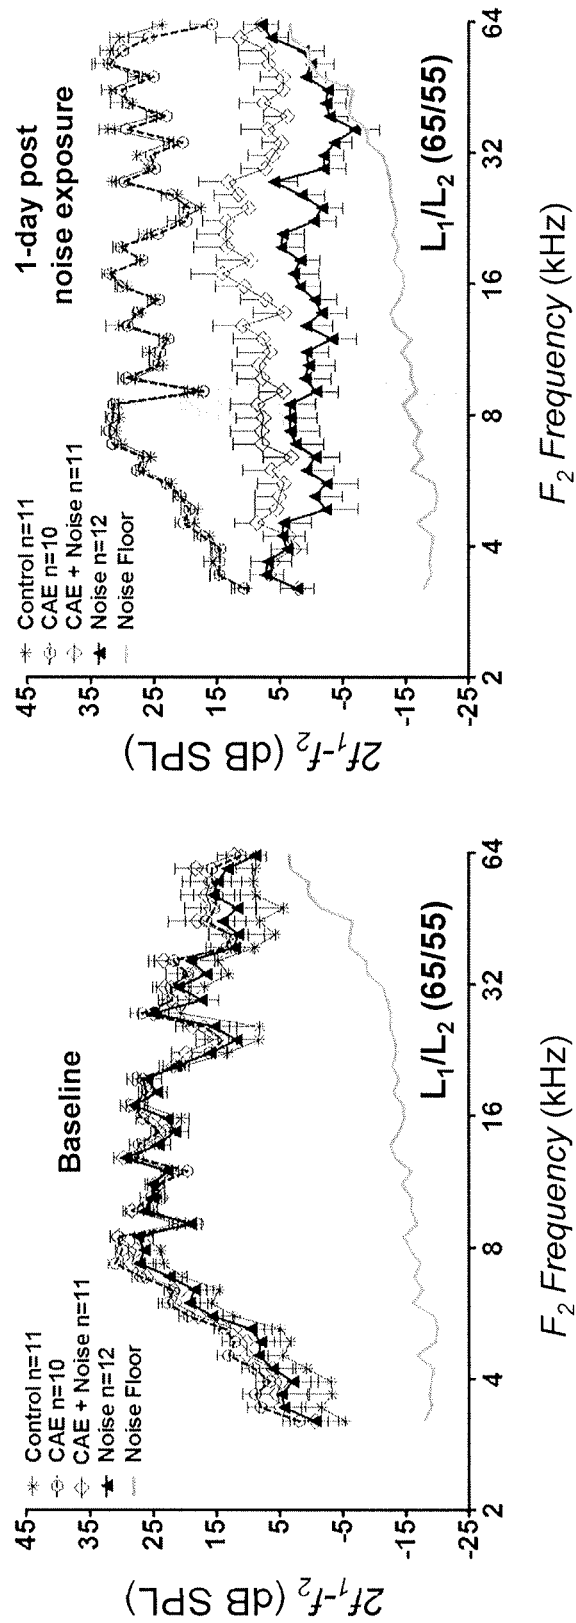 Baseline
45
35
25
15
5
-5
-15
-25
2f₁-f₂ (dB SPL)
Control n=11
CAE n=10
CAE + Noise n=11
Noise n=12
Noise Floor
L₁/L₂ (65/55)
2
4
8
16
32
64
F₂ Frequency (kHz)
1-day post
noise exposure
45
35
25
15
5
-5
-15
-25
2f₁-f₂ (dB SPL)
Control n=11
CAE n=10
CAE + Noise n=11
Noise n=12
Noise Floor
L₁/L₂ (65/55)
2
4
8
16
32
64
F₂ Frequency (kHz)